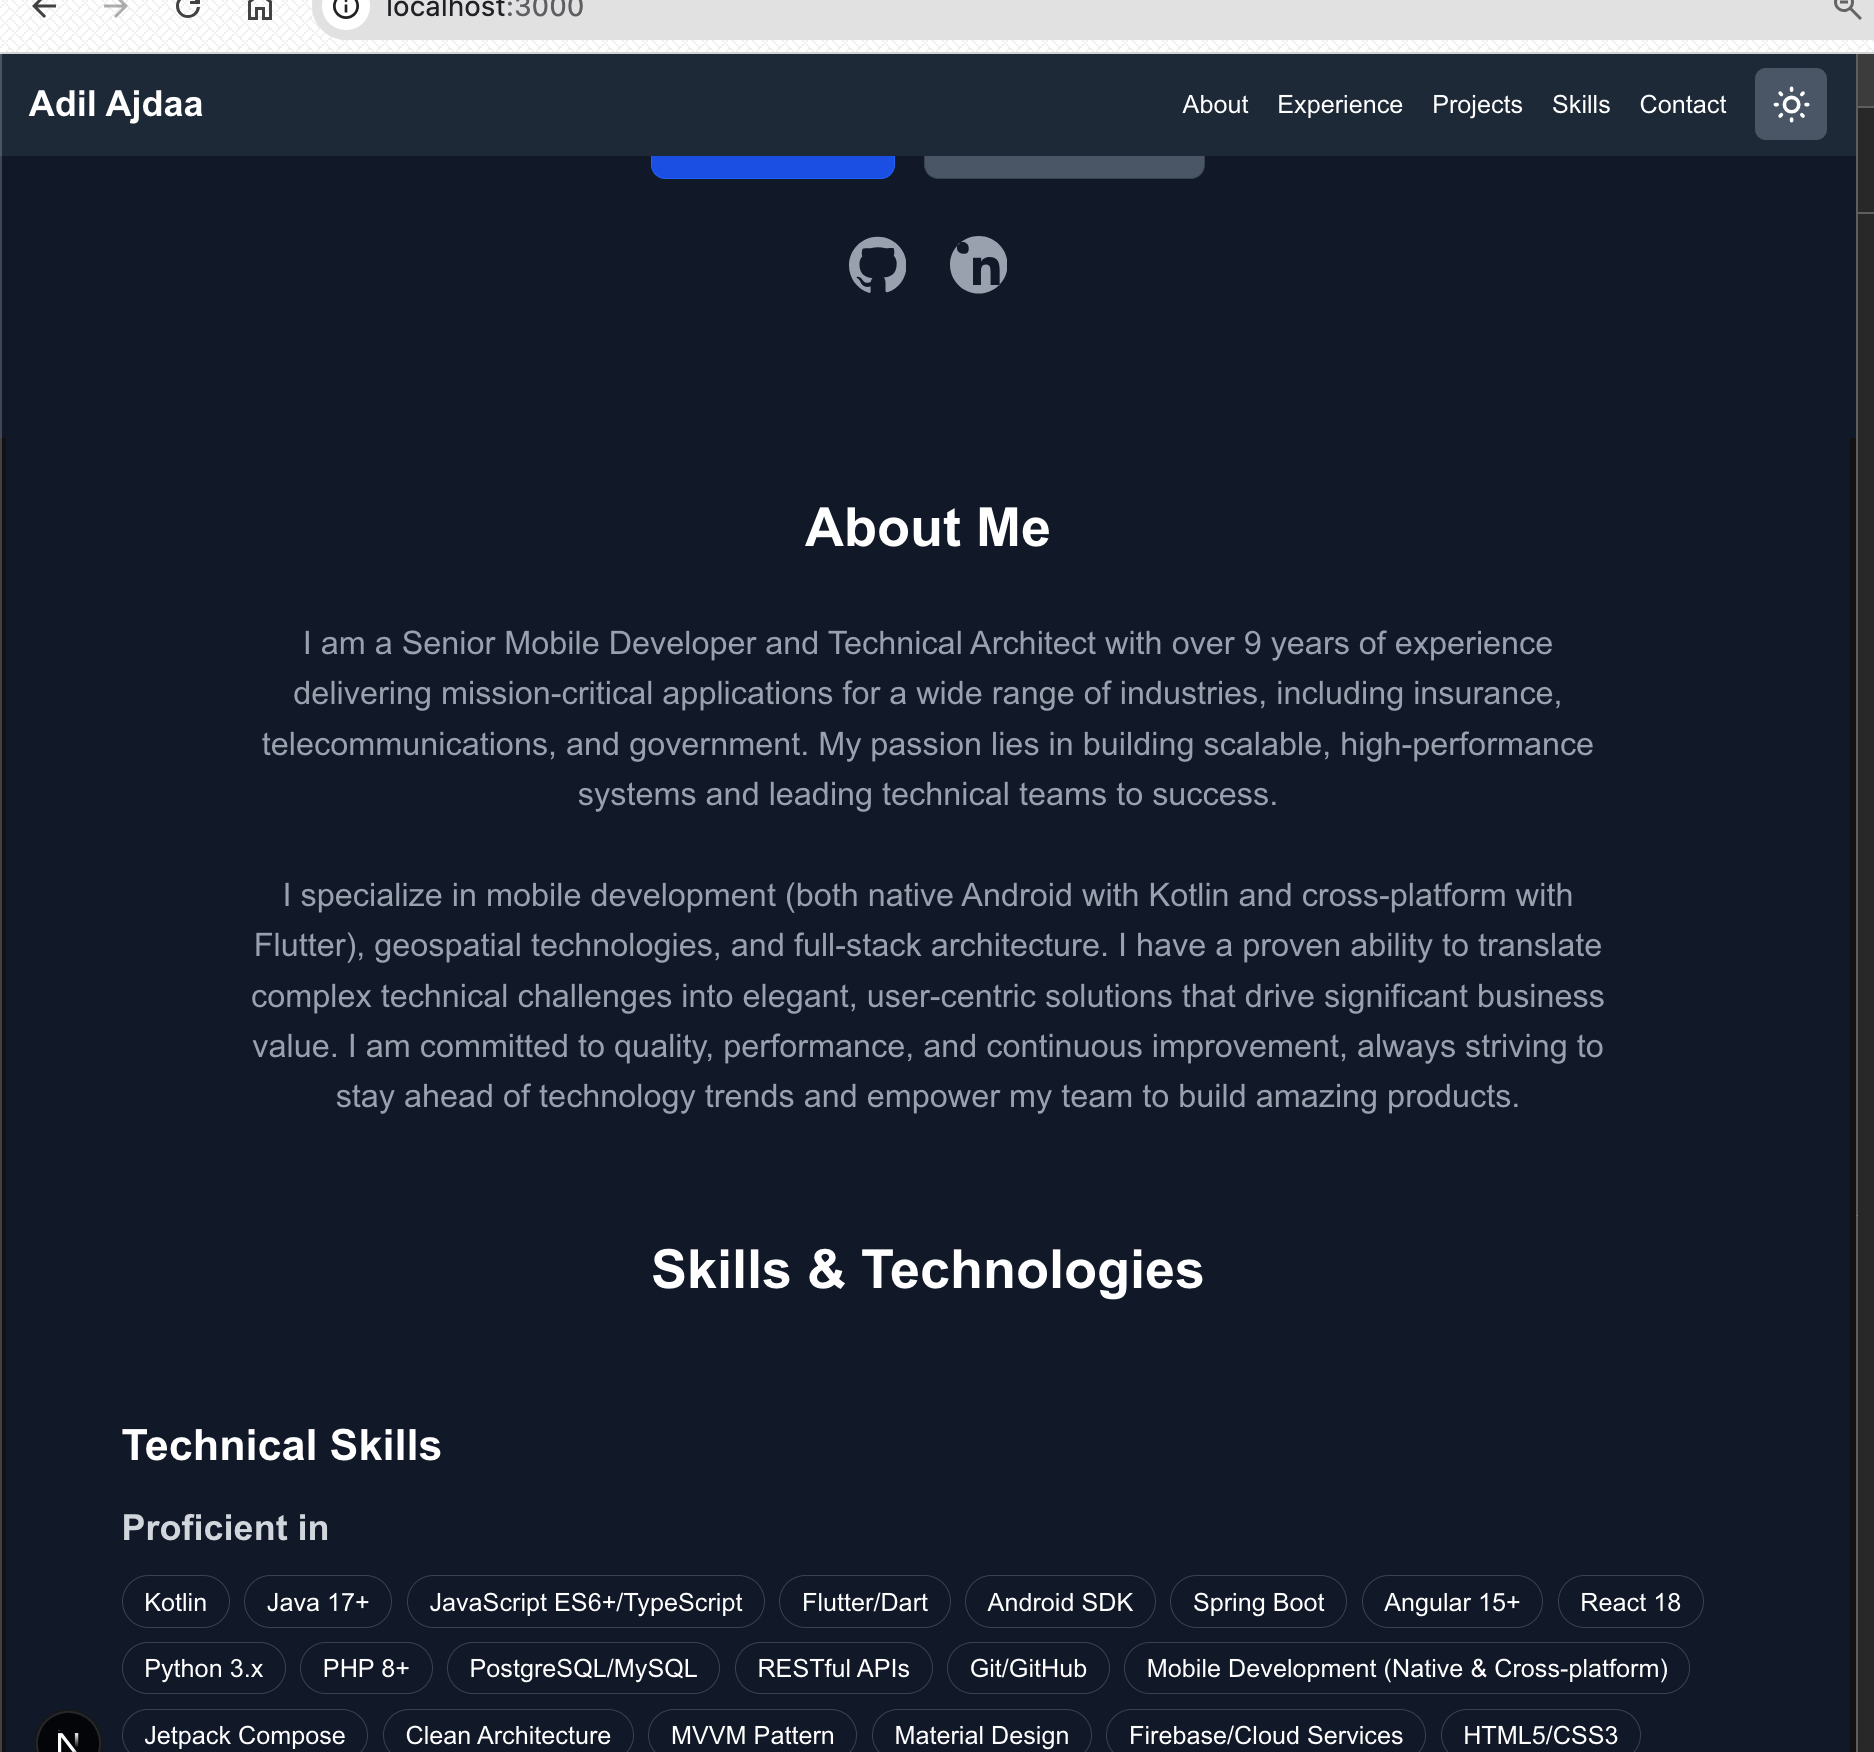 localhost:3000
Adil Ajdaa
About Experience Projects Skills Contact
in
About Me
I am a Senior Mobile Developer and Technical Architect with over 9 years of experience
delivering mission-critical applications for a wide range of industries, including insurance,
telecommunications, and government. My passion lies in building scalable, high-performance
systems and leading technical teams to success.
I specialize in mobile development (both native Android with Kotlin and cross-platform with
Flutter), geospatial technologies, and full-stack architecture. I have a proven ability to translate
complex technical challenges into elegant, user-centric solutions that drive significant business
value. I am committed to quality, performance, and continuous improvement, always striving to
stay ahead of technology trends and empower my team to build amazing products.
Skills & Technologies
Technical Skills
Proficient in
Kotlin Java 17+ JavaScript ES6+/TypeScript Flutter/Dart Android SDK Spring Boot Angular 15+ React 18
Python 3.x PHP 8+ PostgreSQL/MySQL RESTful APIs Git/GitHub Mobile Development (Native & Cross-platform)
N Jetpack Compose Clean Architecture MVVM Pattern Material Design Firebase/Cloud Services HTML5/CSS3